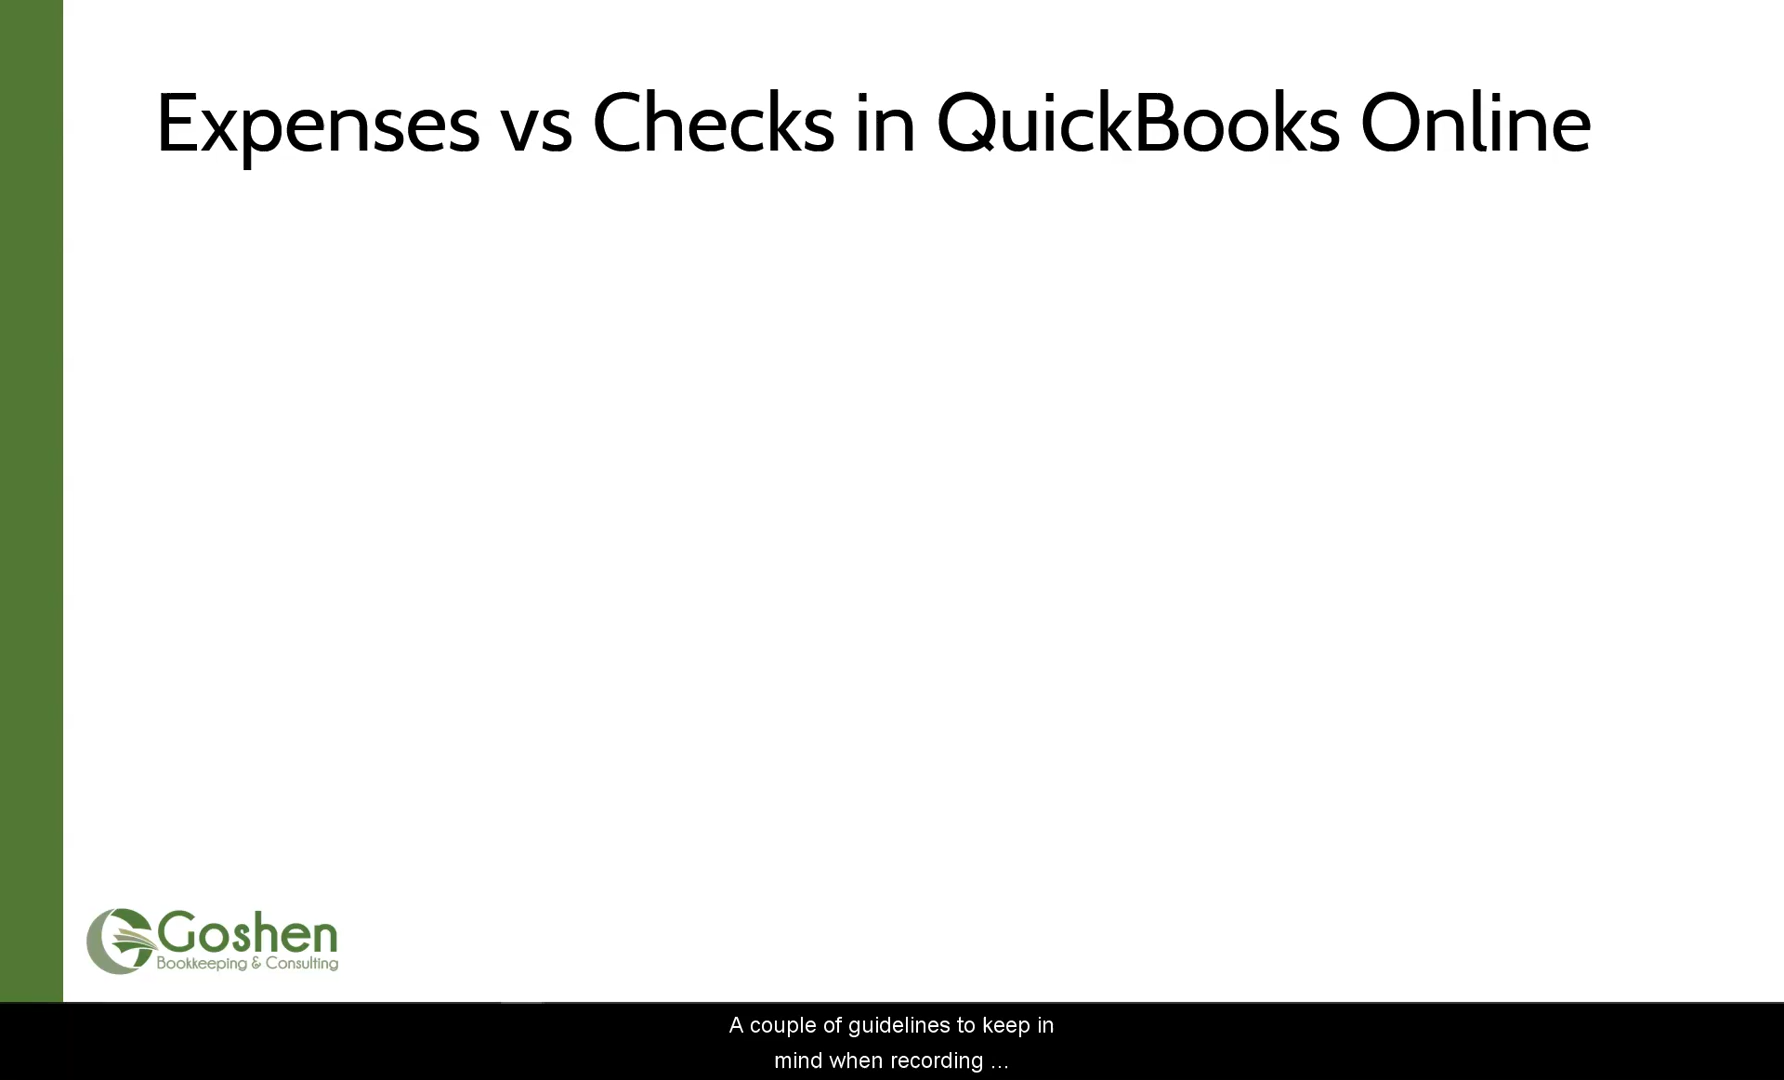 Expenses vs Checks in QuickBooks Online
Goshen
Bookkeeping & Consulting
A couple of guidelines to keep in
mind when recording ...